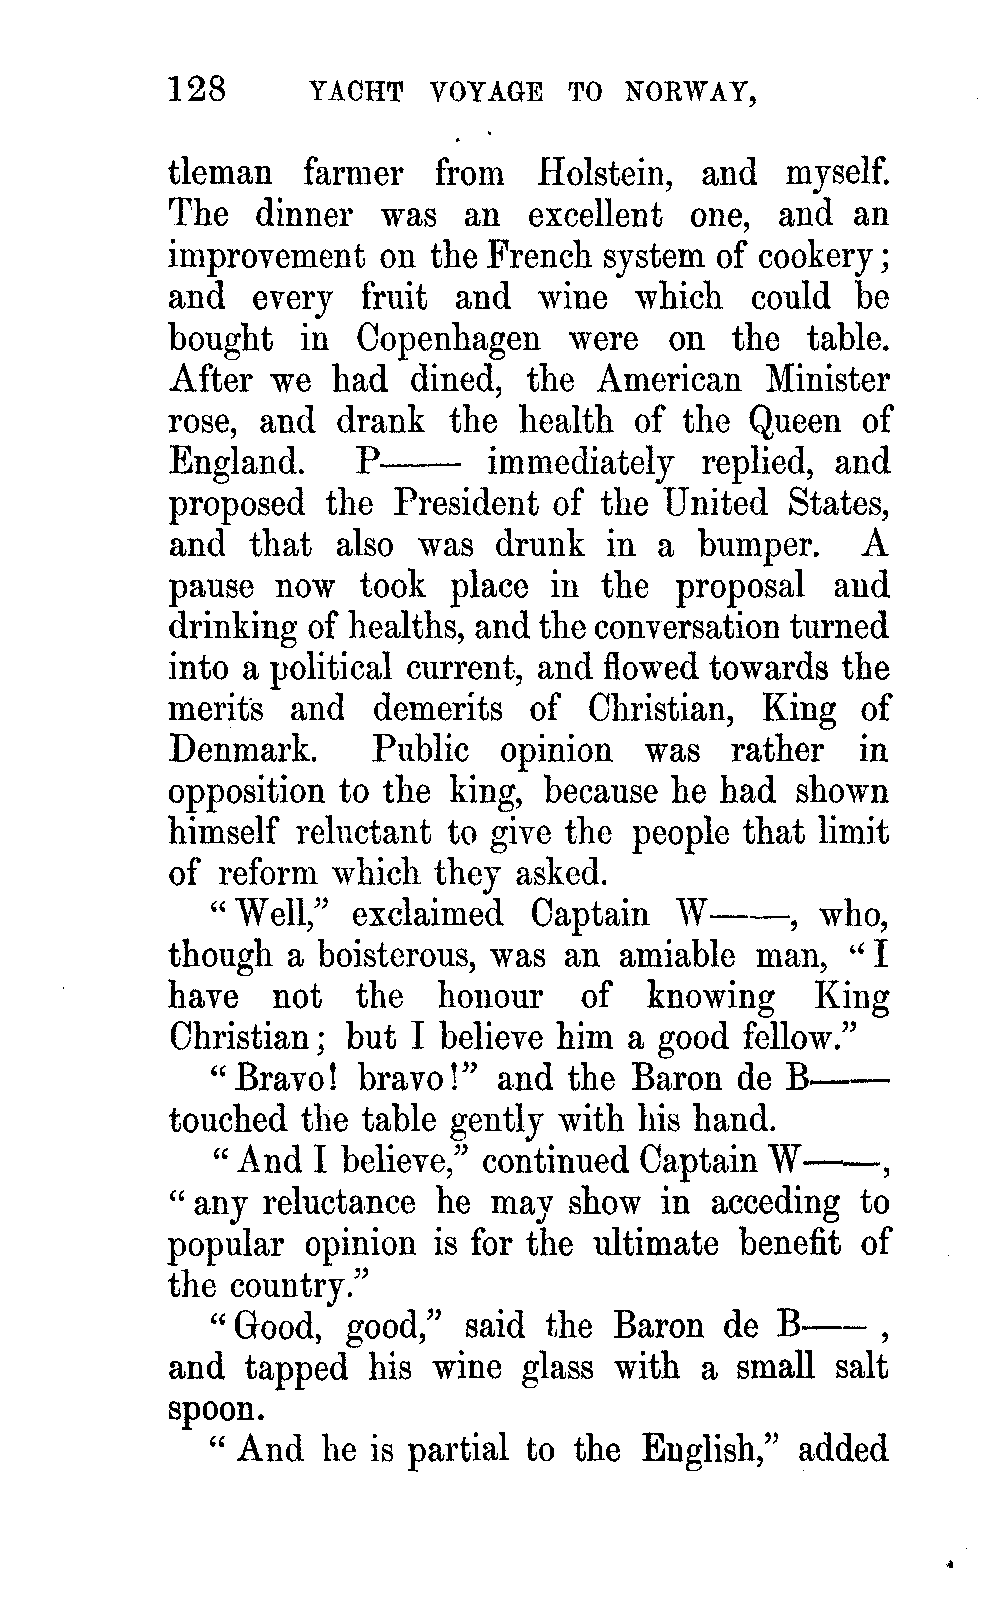 128 YACHT VOYAGE TO NORWAY,
tleman farmer from Holstein, and myself.
The dinner was an excellent one, and an
improvement on the French system of cookery;
and every fruit and wine which could be
bought in Copenhagen were on the table.
After we had dined, the American Minister
rose, and drank the health of the Queen of
England. P—— immediately replied, and
proposed the President of the United States,
and that also was drunk in a bumper. A
pause now took place in the proposal and
drinking of healths, and the conversation turned
into a political current, and flowed towards the
merits and demerits of Christian, King of
Denmark. Public opinion was rather in
opposition to the king, because he had shown
himself reluctant to give the people that limit
of reform which they asked.
“Well,” exclaimed Captain W——, who,
though a boisterous, was an amiable man, “I
have not the honour of knowing King
Christian; but I believe him a good fellow.”
“Bravo! bravo!” and the Baron de B——
touched the table gently with his hand.
“And I believe,” continued Captain W——,
“any reluctance he may show in acceding to
popular opinion is for the ultimate benefit of
the country.”
“Good, good,” said the Baron de B——,
and tapped his wine glass with a small salt
spoon.
“And he is partial to the English,” added